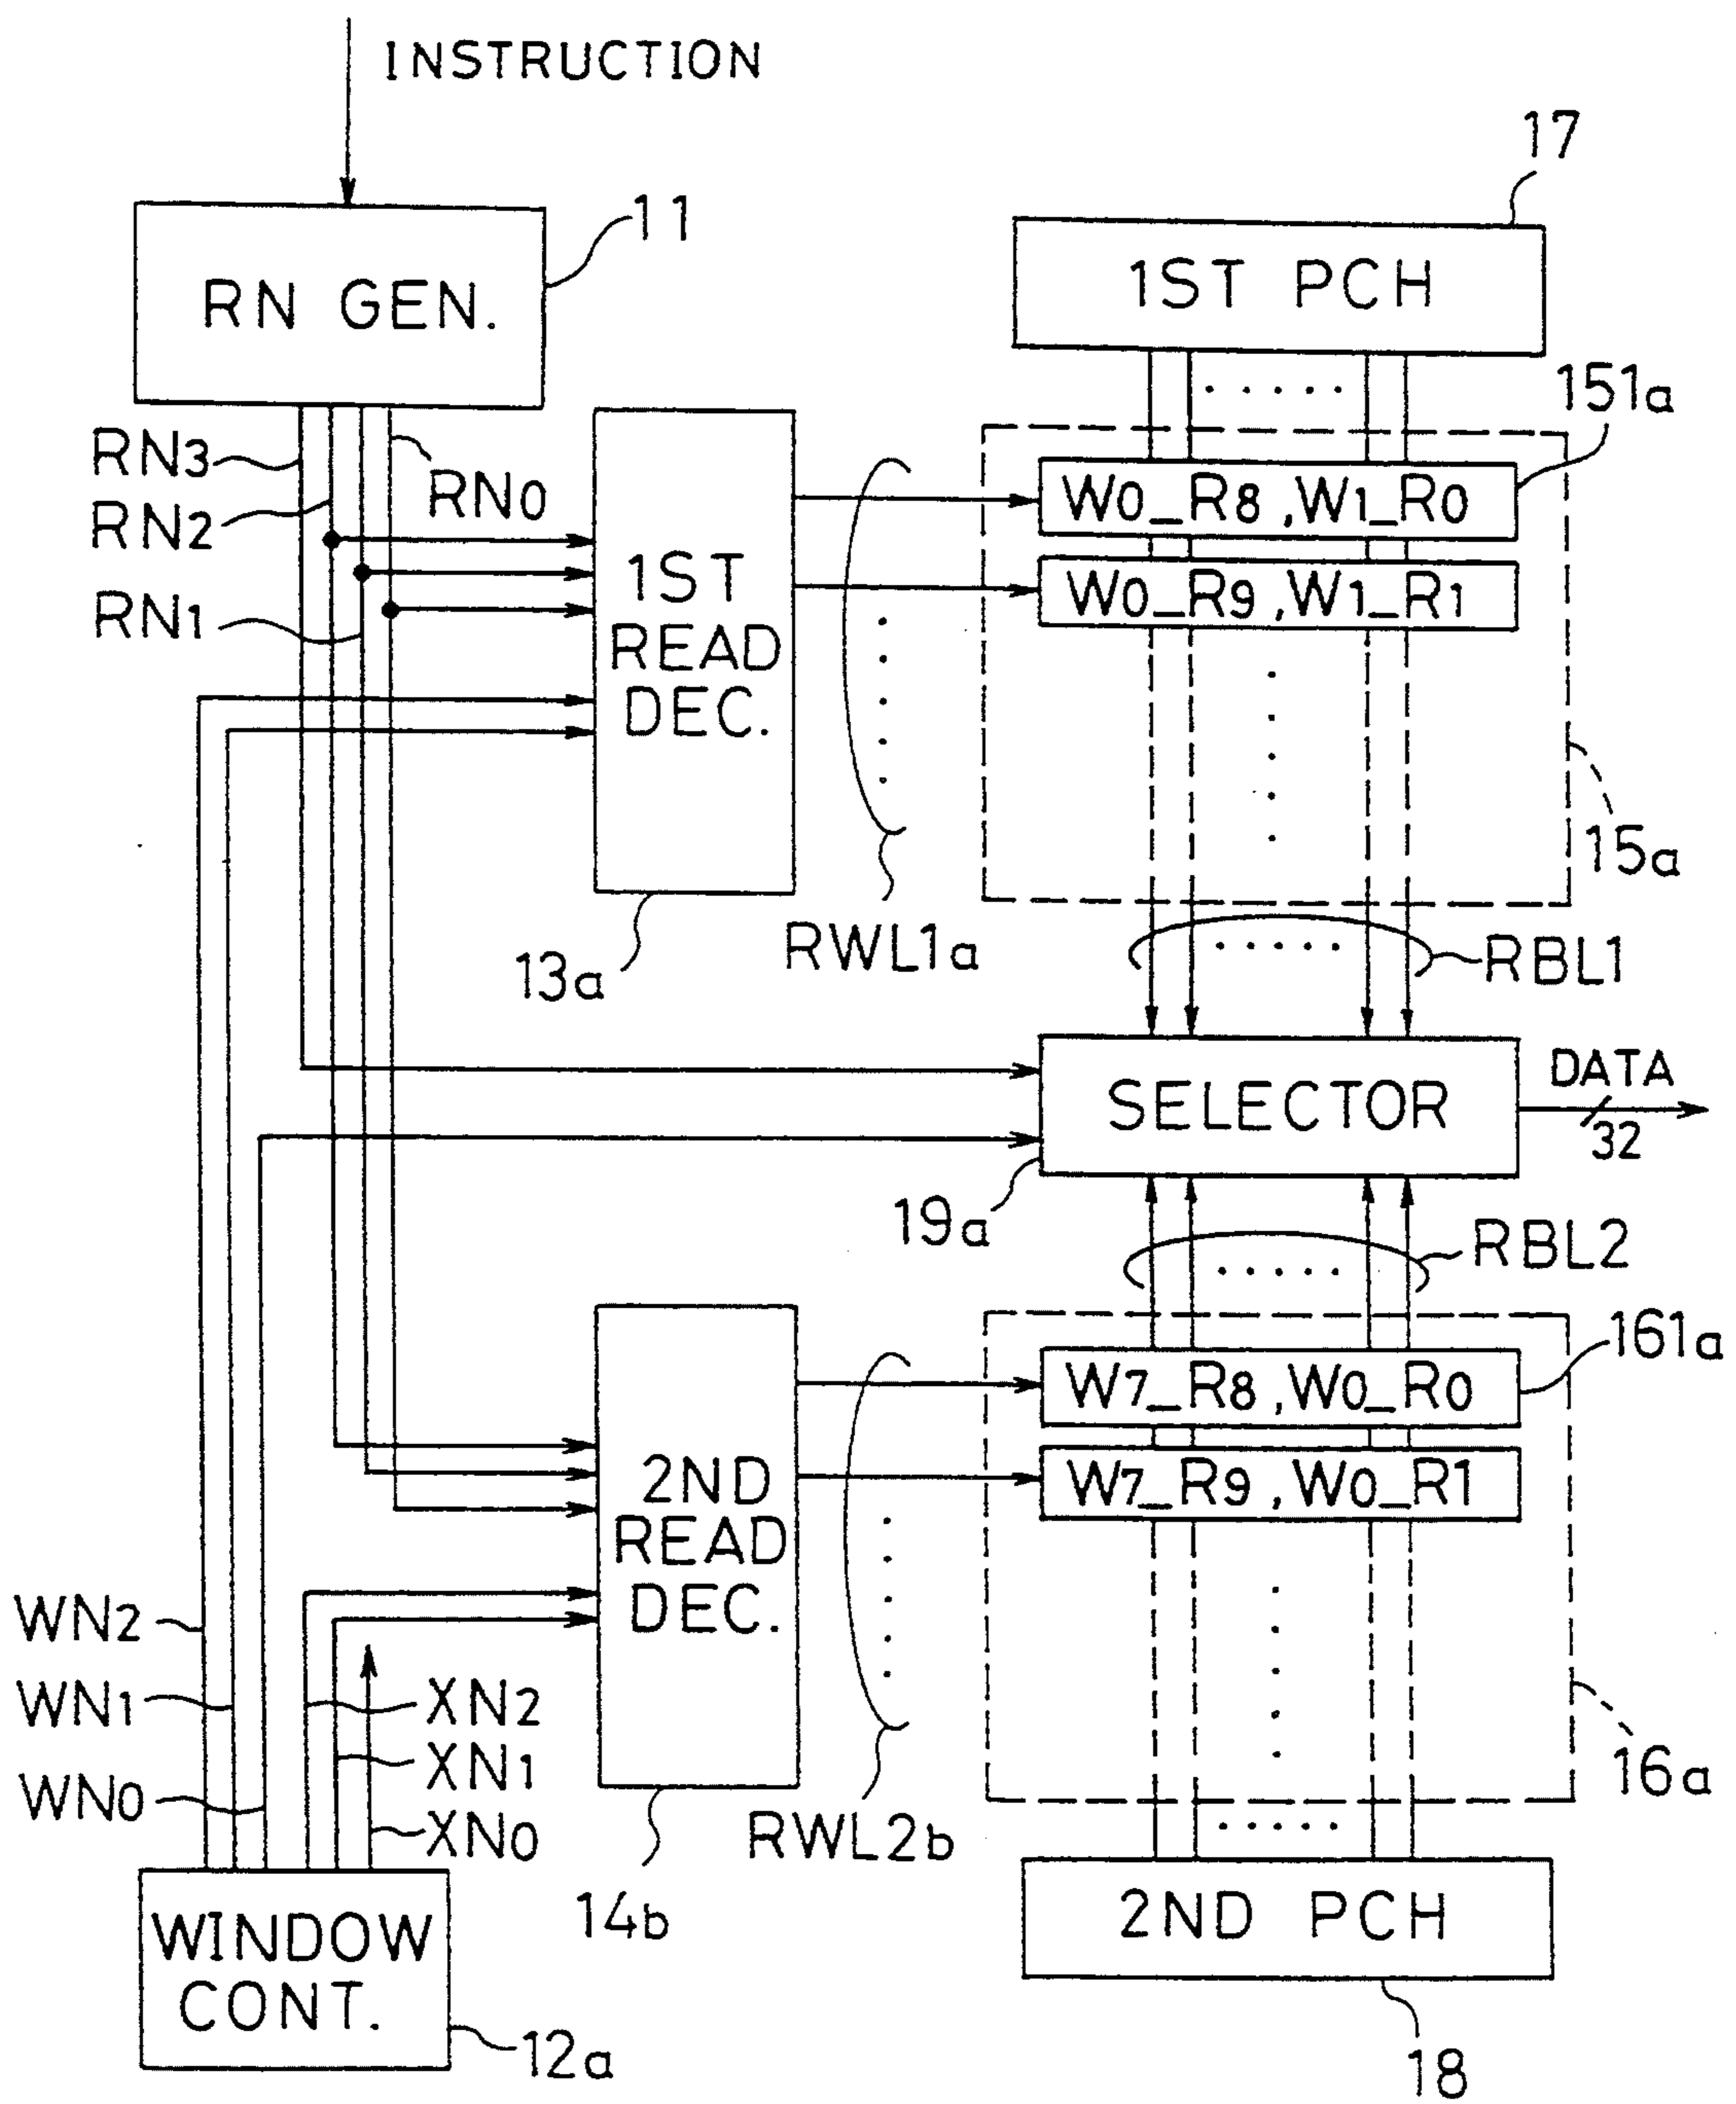 INSTRUCTION
17
11
RN GEN.
1ST PCH
151a
RN3
RN0
RN2
W0_R8 ,W1_R0
1ST
READ
DEC.
W0_R9 ,W1_R1
RN1
15a
RWL1a
13a
RBL1
SELECTOR
DATA
32
19a
RBL2
161a
W7_R8 ,W0_R0
2ND
READ
DEC.
W7_R9 ,W0_R1
WN2
XN2
WN1
XN1
16a
WN0
XN0
RWL2b
14b
2ND PCH
WINDOW
CONT.
12a
18